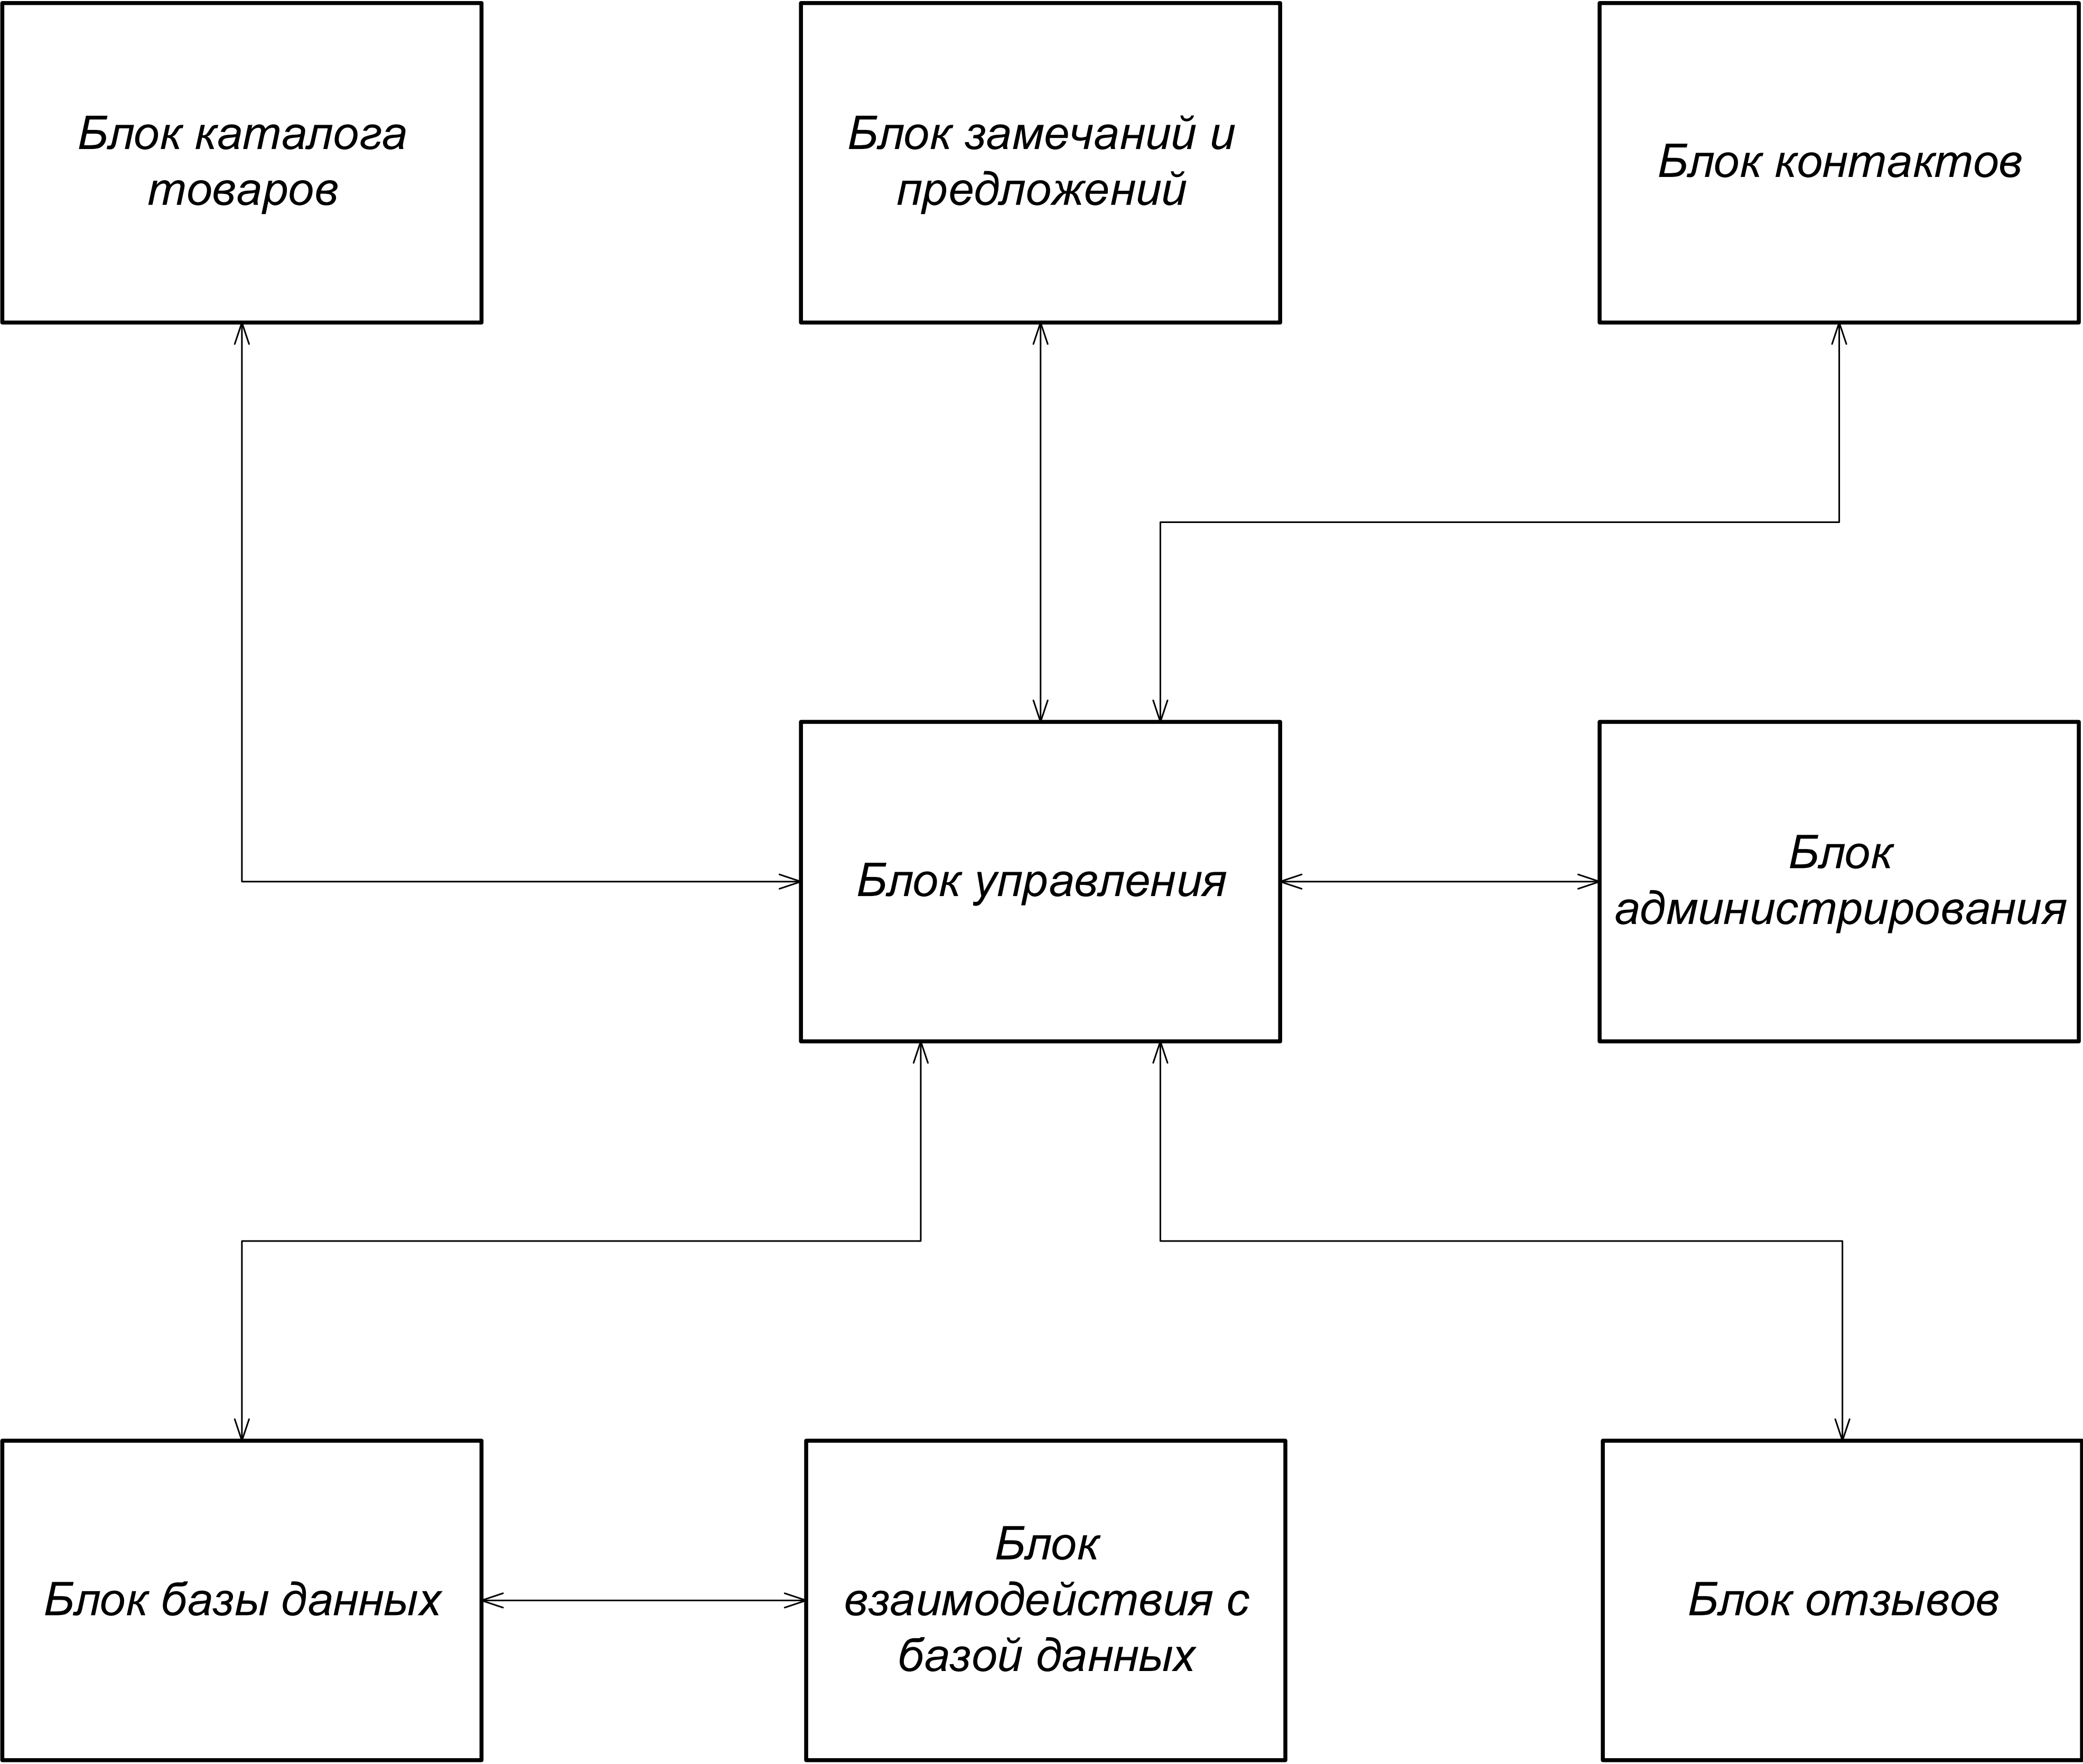 Блок каталога
товаров
Блок замечаний и
предложений
Блок контактов
Блок управления
Блок
администрирования
Блок базы данных
Блок
взаимодействия с
базой данных
Блок отзывов